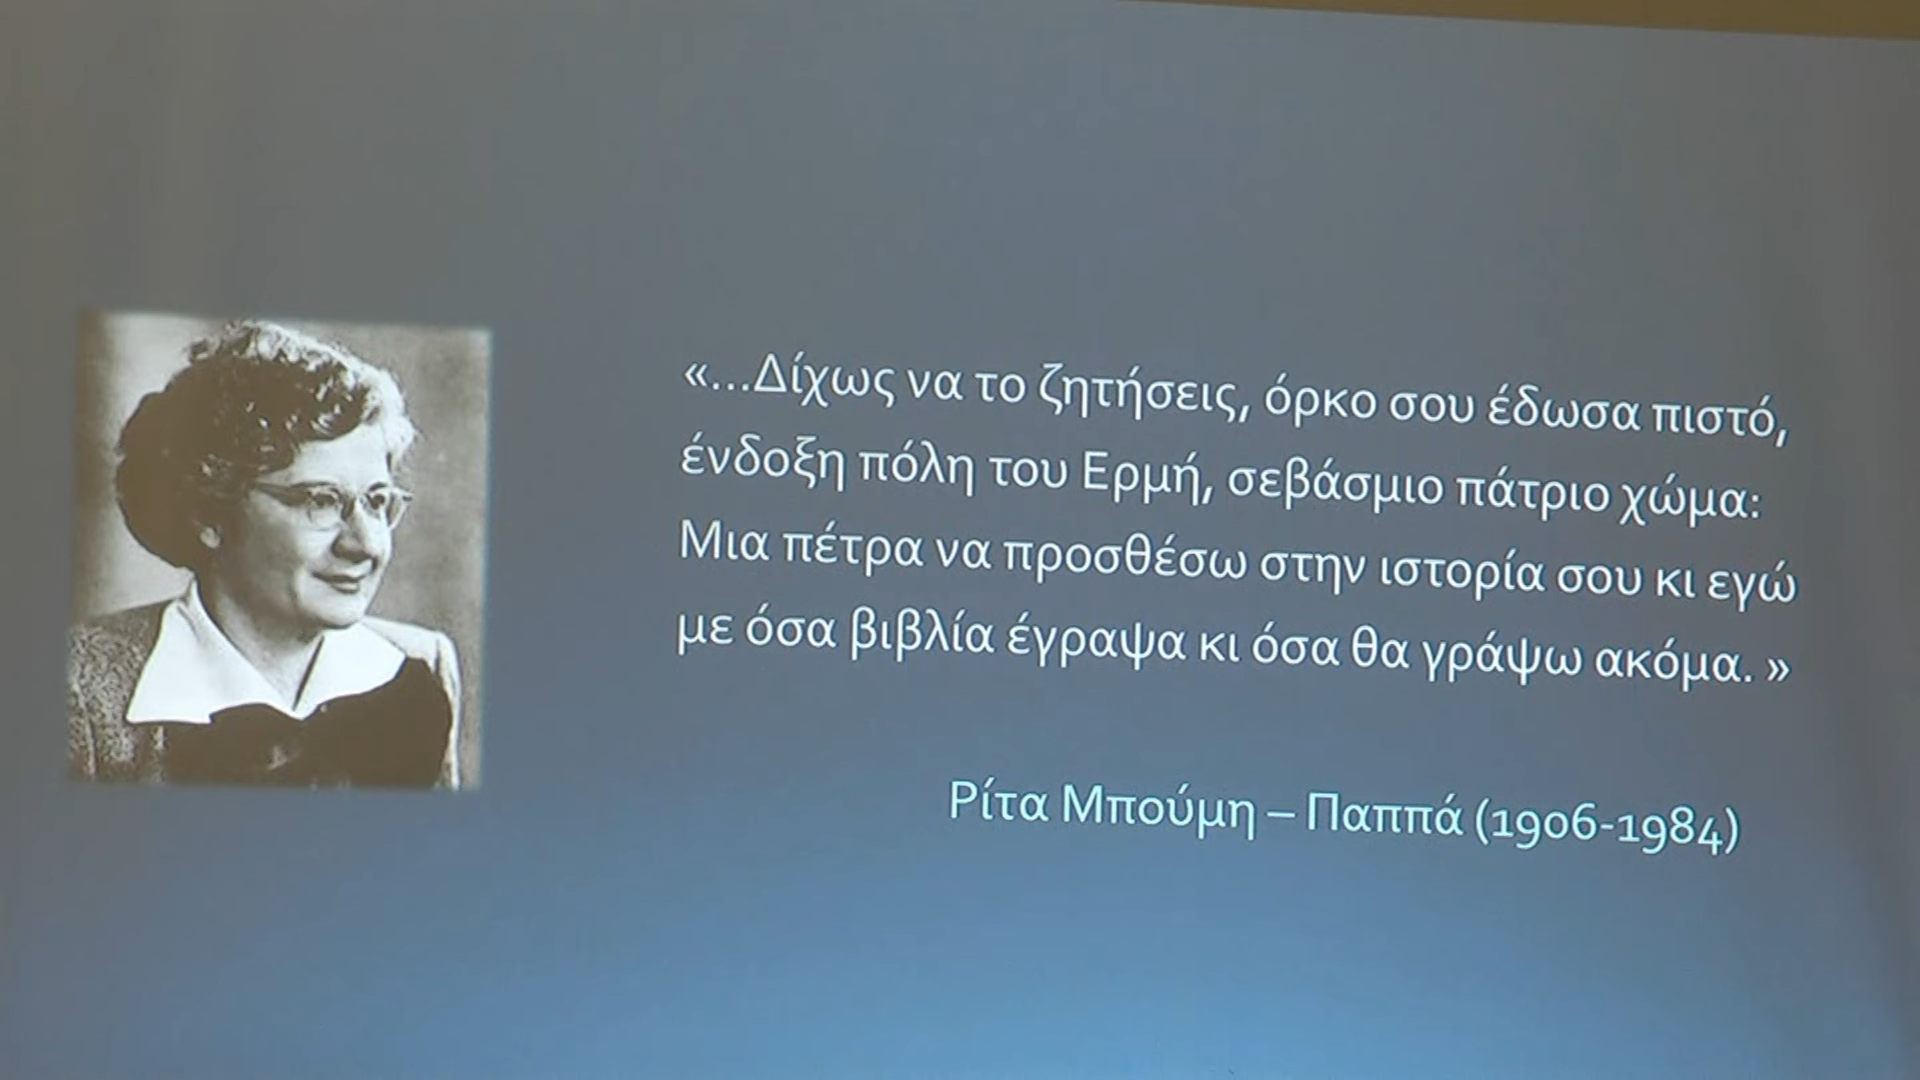 «...Δίχως να το ζητήσεις, όρκο σου έδωσα πιστό,
ένδοξη πόλη του Ερμή, σεβάσμιο πάτριο χώμα:
Μια πέτρα να προσθέσω στην ιστορία σου κι εγώ
με όσα βιβλία έγραψα κι όσα θα γράψω ακόμα. »
Ρίτα Μπούμη – Παππά (1906-1984)